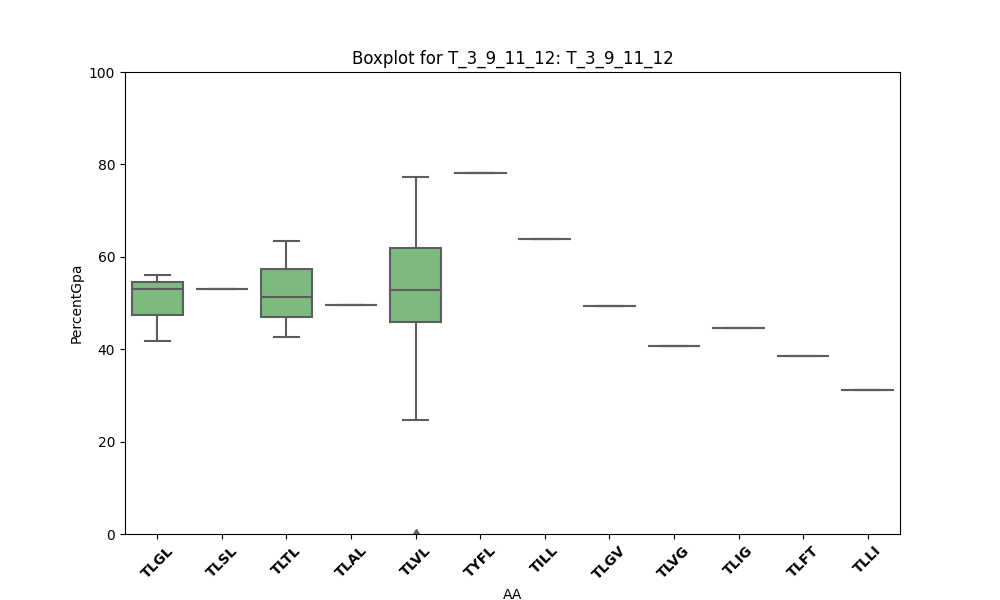 Boxplot for T_3_9_11_12: T_3_9_11_12
100
80
60
40
20
0
PercentGpa
TLGL
TLSL
TLTL
TLAL
TLVL
TYFL
TILL
TLGV
TLVG
TLIG
TLFT
TLLI
AA